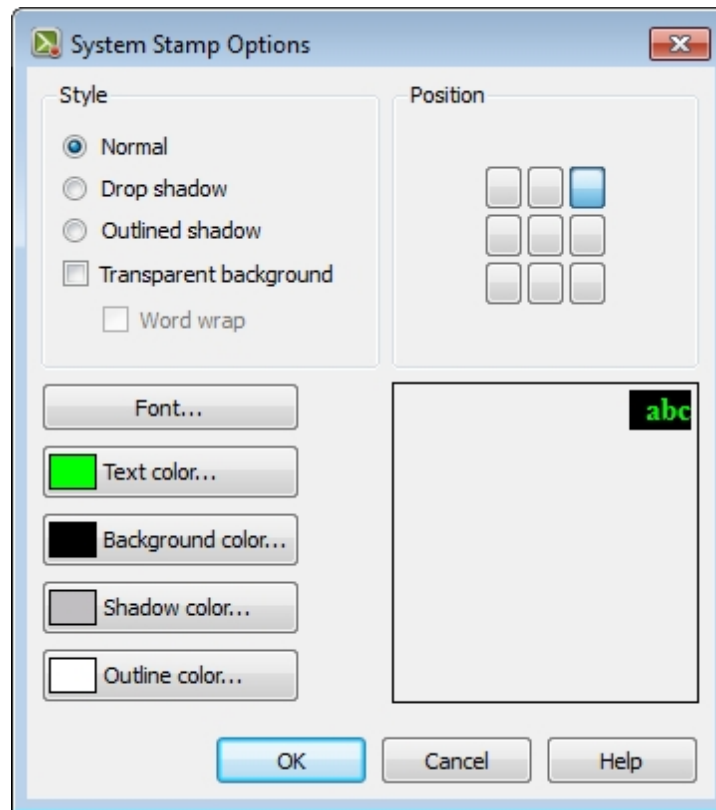 System Stamp Options
Style
Normal
Drop shadow
Outlined shadow
Transparent background
Word wrap
Position
Font...
Text color...
Background color...
Shadow color...
Outline color...
abc
OK
Cancel
Help